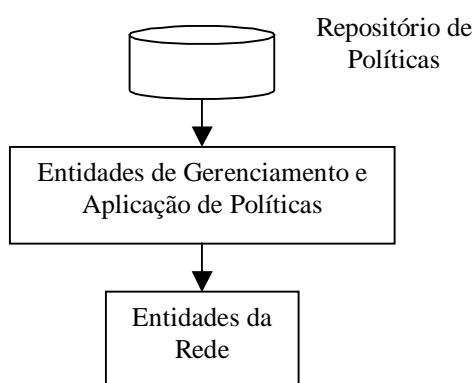 Repositório de
Políticas
Entidades de Gerenciamento e
Aplicação de Políticas
Entidades da
Rede